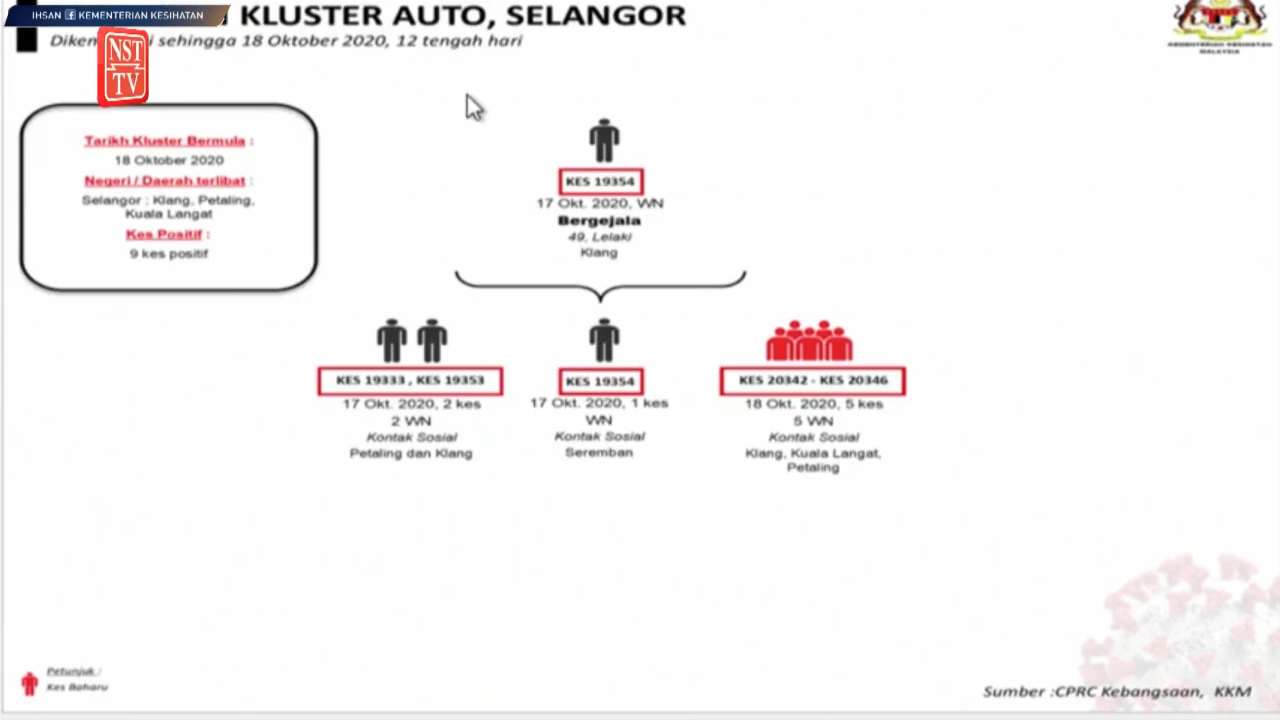 IHSAN f KEMENTERIAN KESIHATAN
KLUSTER AUTO, SELANGOR
sehingga 18 Oktober 2020, 12 tengah hari
NST
TV
KEMENTERIAN KESIHATAN
MALAYSIA
Tarikh Kluster Bermula :
18 Oktober 2020
Negeri / Daerah terlibat :
Selangor : Klang, Petaling,
Kuala Langat
Kes Positif :
9 kes positif
KES 19354
17 Okt. 2020, WN
Bergejala
49, Lelaki
Klang
KES 19333 , KES 19353
17 Okt. 2020, 2 kes
2 WN
Kontak Sosial
Petaling dan Klang
KES 19354
17 Okt. 2020, 1 kes
WN
Kontak Sosial
Seremban
KES 20342 - KES 20346
18 Okt. 2020, 5 kes
5 WN
Kontak Sosial
Klang, Kuala Langat,
Petaling
Petunjuk :
Kes Baharu
Sumber :CPRC Kebangsaan, KKM